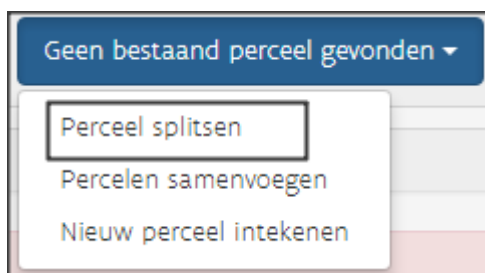 Geen bestaand perceel gevonden
Perceel splitsen
Percelen samenvoegen
Nieuw perceel intekenen